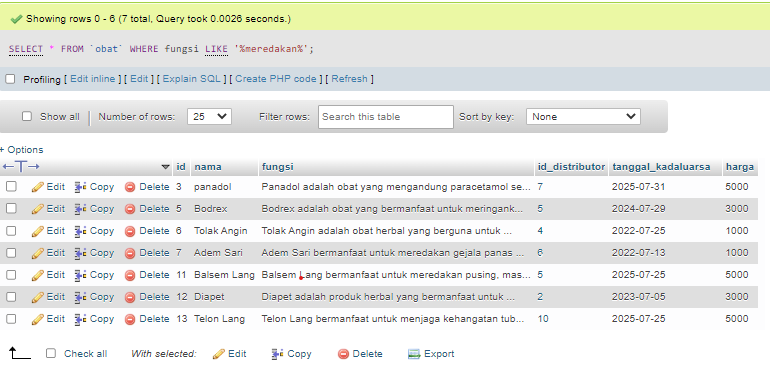 Showing rows 0 - 6 (7 total, Query took 0.0026 seconds.)
SELECT * FROM `obat` WHERE fungsi LIKE '%meredakan%';
Profiling [ Edit inline ] [ Edit ] [ Explain SQL ] [ Create PHP code ] [ Refresh ]
Show all | Number of rows: 25 Filter rows: Search this table Sort by key: None
+ Options
←T→ id nama fungsi id_distributor tanggal_kadaluarsa harga
Edit Copy Delete 3 panadol Panadol adalah obat yang mengandung paracetamol se... 7 2025-07-31 5000
Edit Copy Delete 5 Bodrex Bodrex adalah obat yang bermanfaat untuk meringank... 5 2024-07-29 3000
Edit Copy Delete 6 Tolak Angin Tolak Angin adalah obat herbal yang berguna untuk ... 4 2022-07-25 1000
Edit Copy Delete 7 Adem Sari Adem Sari bermanfaat untuk meredakan gejala panas ... 6 2022-07-13 1000
Edit Copy Delete 11 Balsem Lang Balsem Lang bermanfaat untuk meredakan pusing, mas... 5 2025-07-25 5000
Edit Copy Delete 12 Diapet Diapet adalah produk herbal yang bermanfaat untuk ... 2 2023-07-05 3000
Edit Copy Delete 13 Telon Lang Telon Lang bermanfaat untuk menjaga kehangatan tub... 10 2025-07-25 5000
Check all With selected: Edit Copy Delete Export